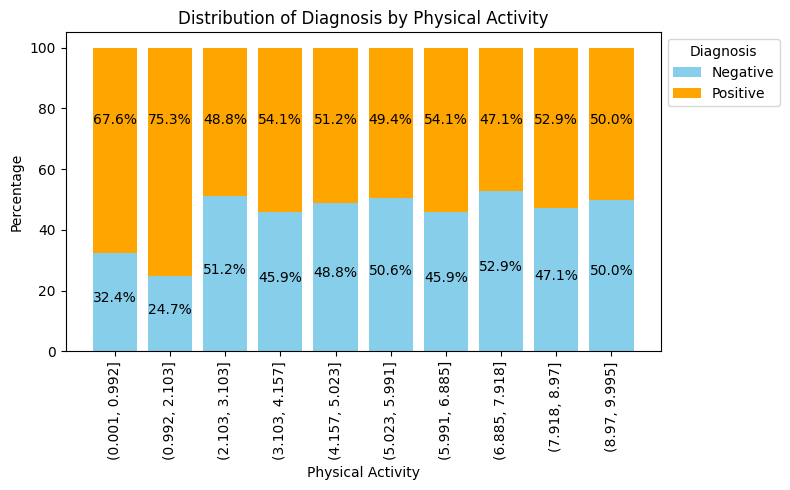 Distribution of Diagnosis by Physical Activity
Percentage
100
80
60
40
20
0
67.6% 75.3% 48.8% 54.1% 51.2% 49.4% 54.1% 47.1% 52.9% 50.0%
32.4% 24.7% 51.2% 45.9% 48.8% 50.6% 45.9% 52.9% 47.1% 50.0%
(0.001, 0.992]
(0.992, 2.103]
(2.103, 3.103]
(3.103, 4.157]
(4.157, 5.023]
(5.023, 5.991]
(5.991, 6.885]
(6.885, 7.918]
(7.918, 8.97]
(8.97, 9.995]
Physical Activity
Diagnosis
Negative
Positive